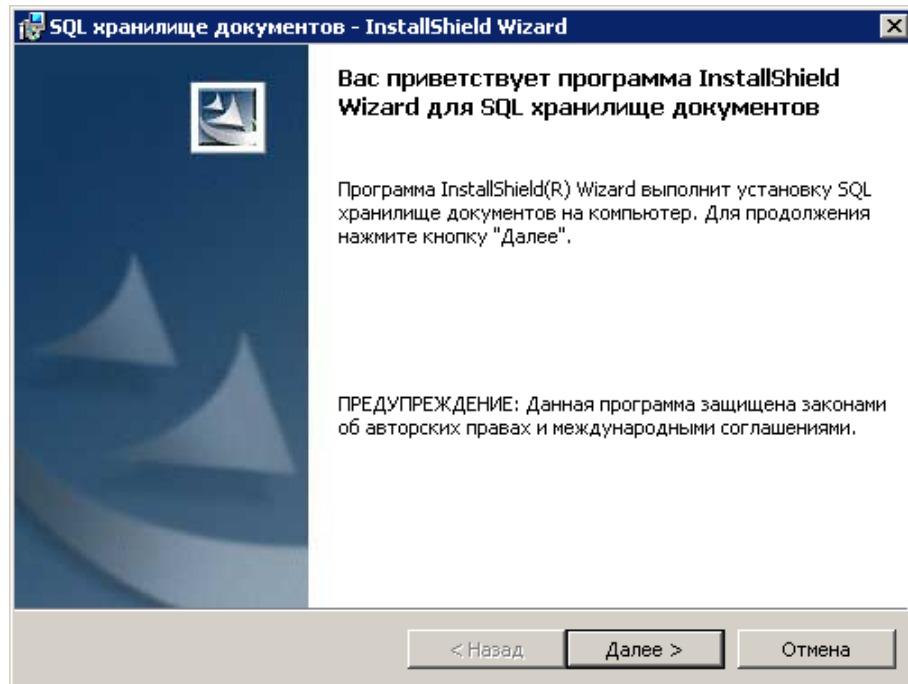 SQL хранилище документов - InstallShield Wizard
Вас приветствует программа InstallShield
Wizard для SQL хранилище документов
Программа InstallShield(R) Wizard выполнит установку SQL
хранилище документов на компьютер. Для продолжения
нажмите кнопку "Далее".
ПРЕДУПРЕЖДЕНИЕ: Данная программа защищена законами
об авторских правах и международными соглашениями.
< Назад
Далее >
Отмена